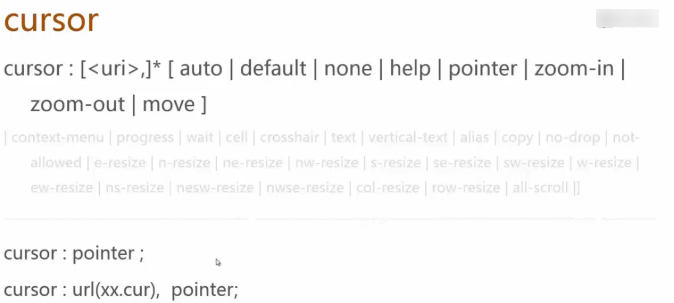 cursor
cursor : [<uri>,]* [ auto | default | none | help | pointer | zoom-in |
zoom-out | move ]
| context-menu | progress | wait | cell | crosshair | text | vertical-text | alias | copy | no-drop | not-
allowed | e-resize | n-resize | ne-resize | nw-resize | s-resize | se-resize | sw-resize | w-resize |
ew-resize | ns-resize | nesw-resize | nwse-resize | col-resize | row-resize | all-scroll |]
cursor : pointer ;
cursor : url(xx.cur),  pointer;